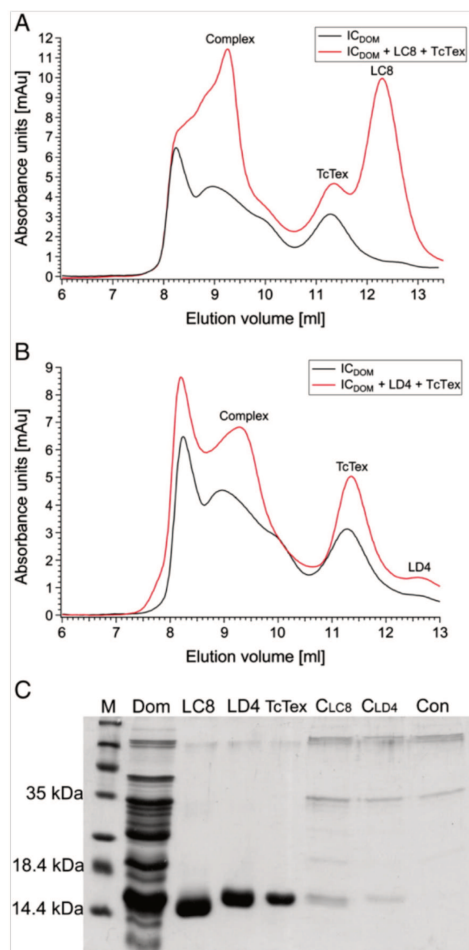 A
Complex
IC_DOM
IC_DOM + LC8 + TcTex
LC8
TcTex
Absorbance units [mAu]
12
11
10
9
8
7
6
5
4
3
2
1
0
6 7 8 9 10 11 12 13
Elution volume [ml]
B
IC_DOM
IC_DOM + LD4 + TcTex
Complex
TcTex
LD4
Absorbance units [mAu]
9
8
7
6
5
4
3
2
1
0
6 7 8 9 10 11 12 13
Elution volume [ml]
C
M Dom LC8 LD4 TcTex C_LC8 C_LD4 Con
35 kDa
18.4 kDa
14.4 kDa